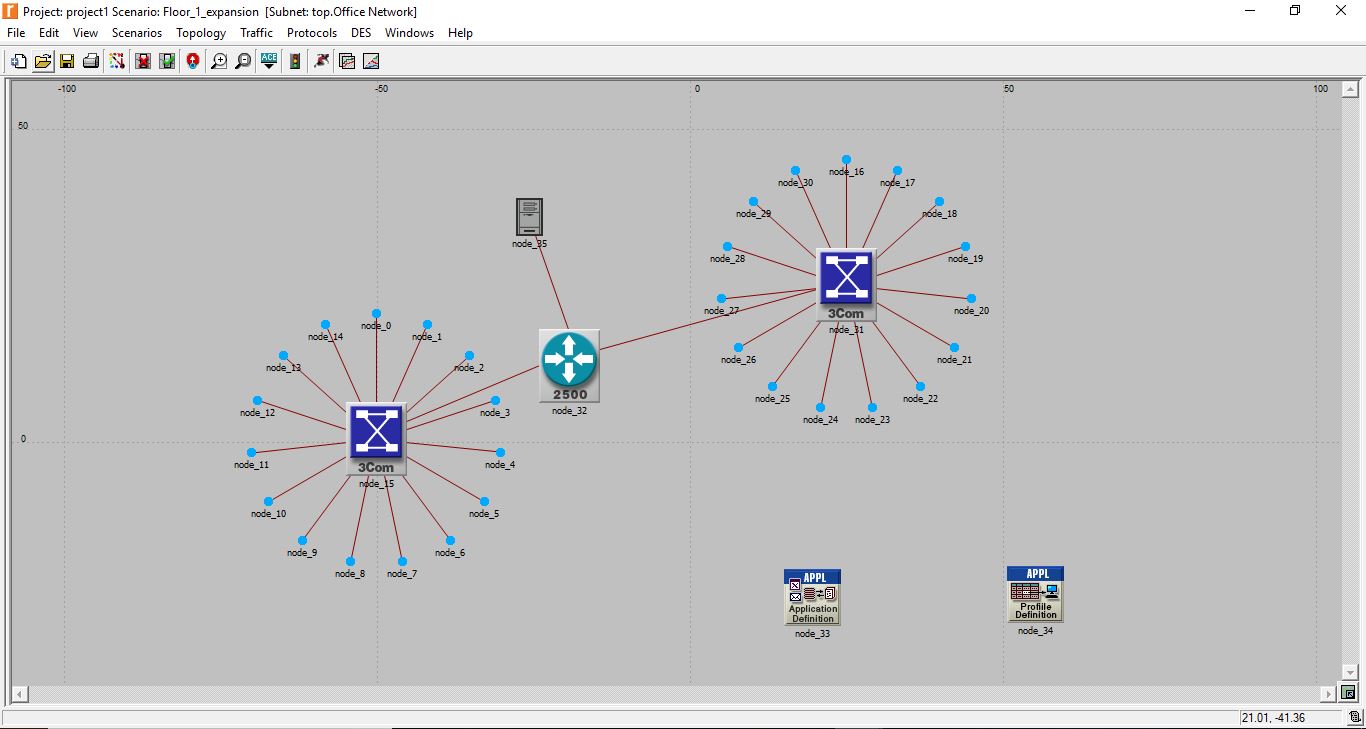 Project: project1 Scenario: Floor_1_expansion [Subnet: top.Office Network]
File Edit View Scenarios Topology Traffic Protocols DES Windows Help
ACE
-100 -50 0 50 100
50
node_16
node_30 node_17
node_29 node_18
node_35
node_28 node_19
node_27 node_20
3Com
node_0
node_31
node_14 node_1
node_26 node_21
node_13 node_2
2500
node_25 node_22
node_32
node_12 node_3
node_24 node_23
0
node_11 node_4
3Com
node_15
node_10 node_5
node_9 node_6
node_8 node_7
APPL
Application
Definition
node_33
APPL
Profile
Definition
node_34
21.01, -41.36